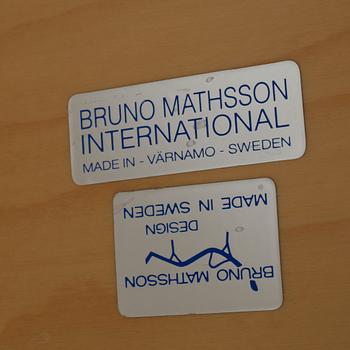 BRUNO MATHSSON
INTERNATIONAL
MADE IN - VÄRNAMO - SWEDEN
BRUNO MATHSSON
DESIGN
MADE IN SWEDEN